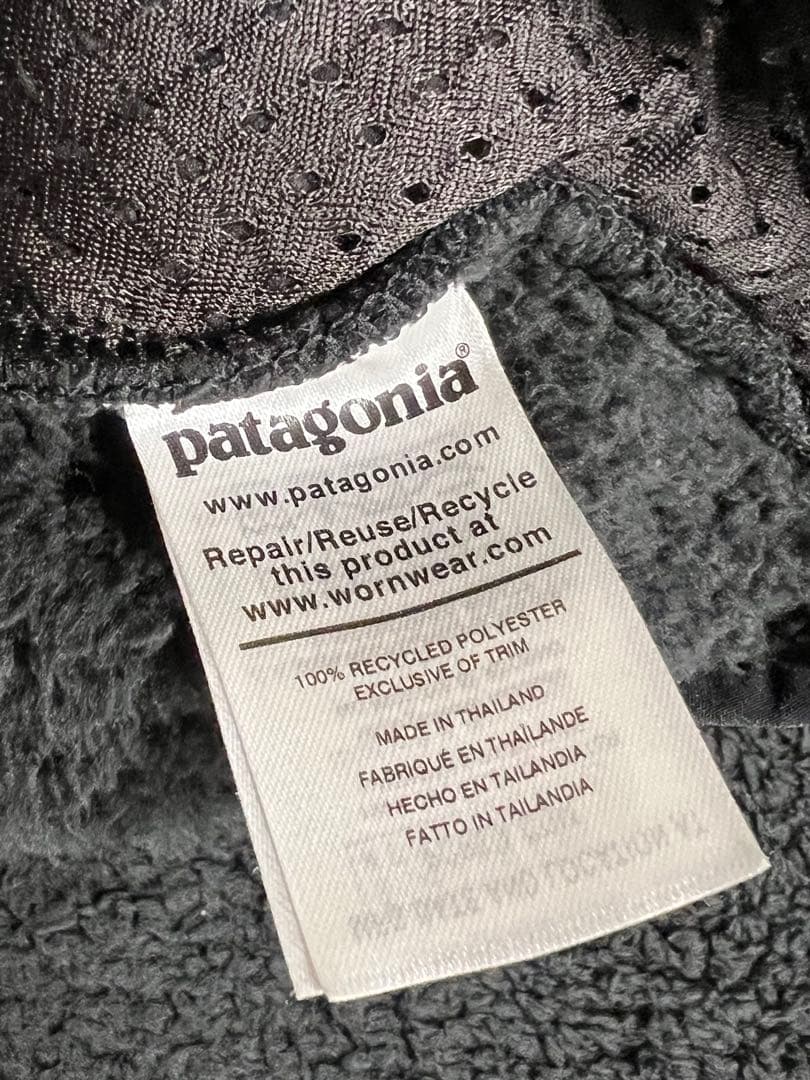 patagonia®
www.patagonia.com
Repair/Reuse/Recycle
this product at
www.wornwear.com
100% RECYCLED POLYESTER
EXCLUSIVE OF TRIM
MADE IN THAILAND
FABRIQUÉ EN THAÏLANDE
HECHO EN TAILANDIA
FATTO IN TAILANDIA